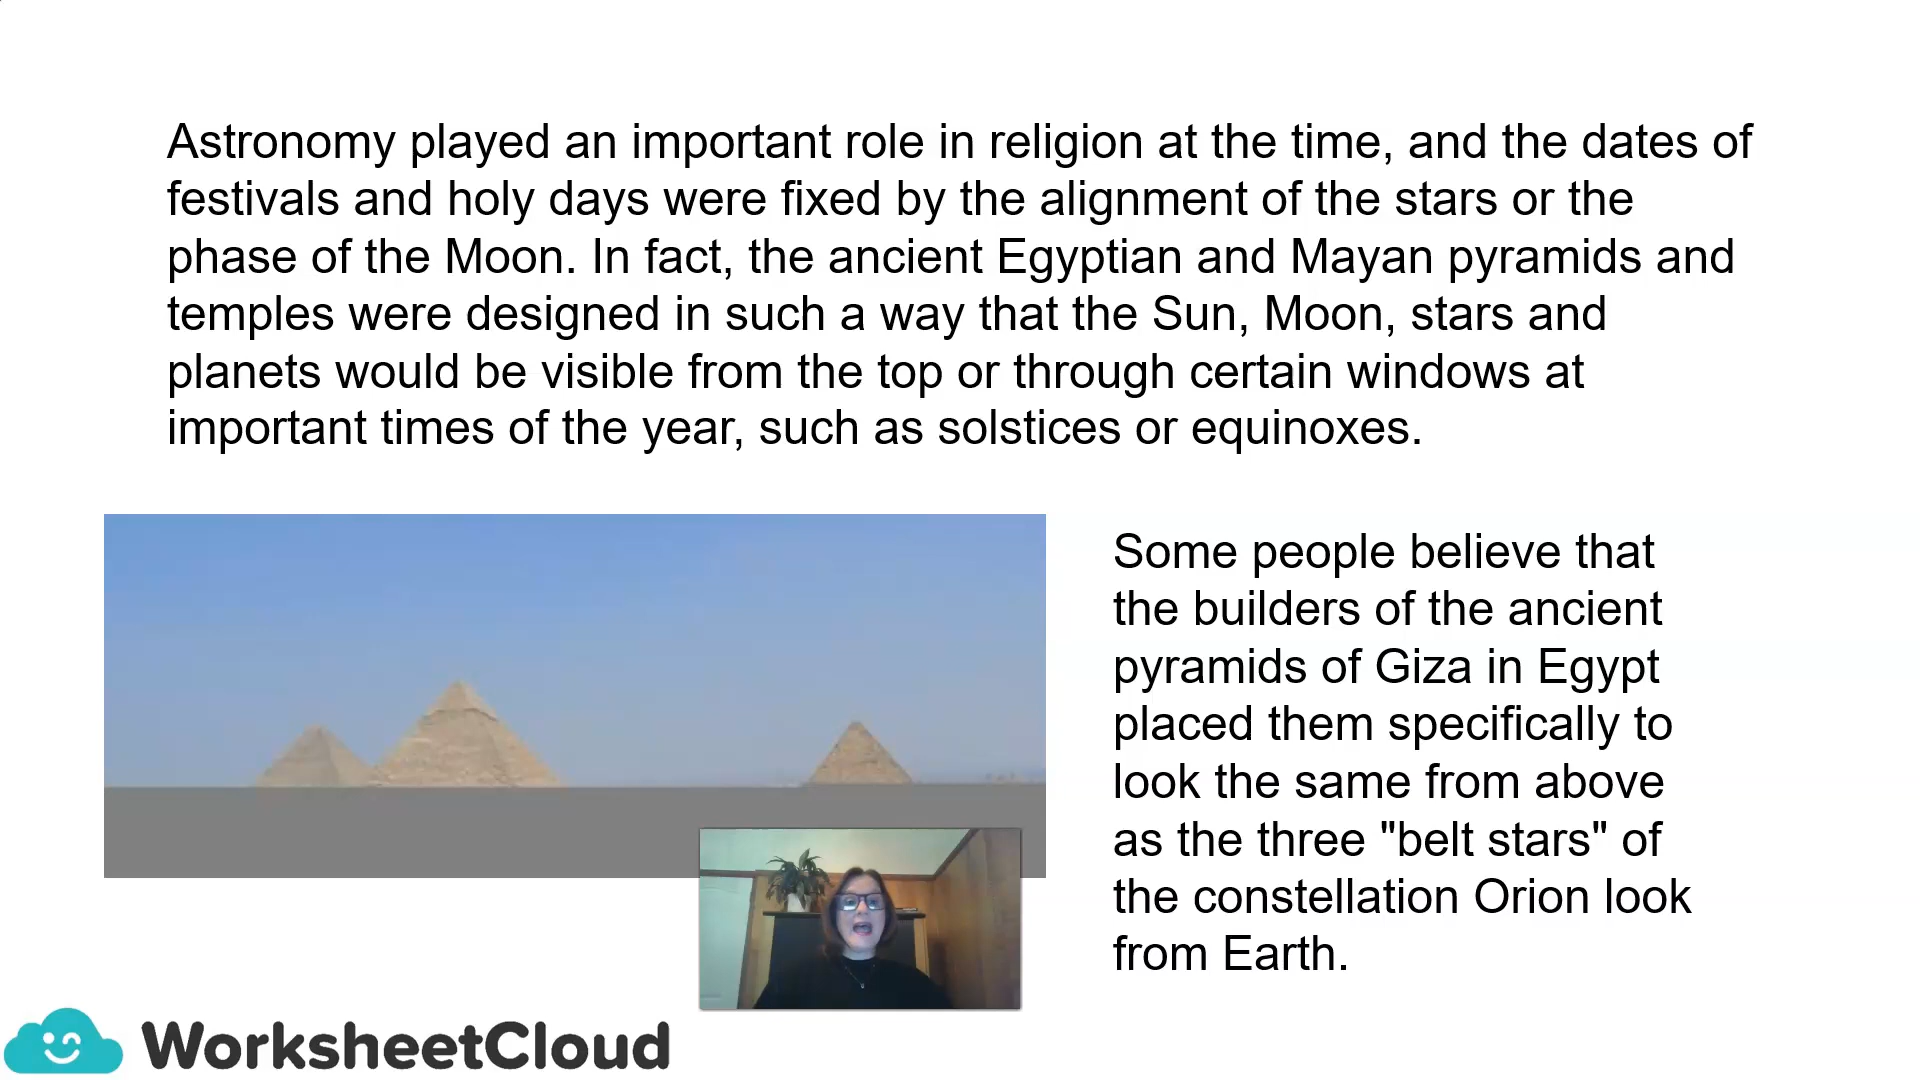 Astronomy played an important role in religion at the time, and the dates of
festivals and holy days were fixed by the alignment of the stars or the
phase of the Moon. In fact, the ancient Egyptian and Mayan pyramids and
temples were designed in such a way that the Sun, Moon, stars and
planets would be visible from the top or through certain windows at
important times of the year, such as solstices or equinoxes.
Some people believe that
the builders of the ancient
pyramids of Giza in Egypt
placed them specifically to
look the same from above
as the three "belt stars" of
the constellation Orion look
from Earth.
WorksheetCloud